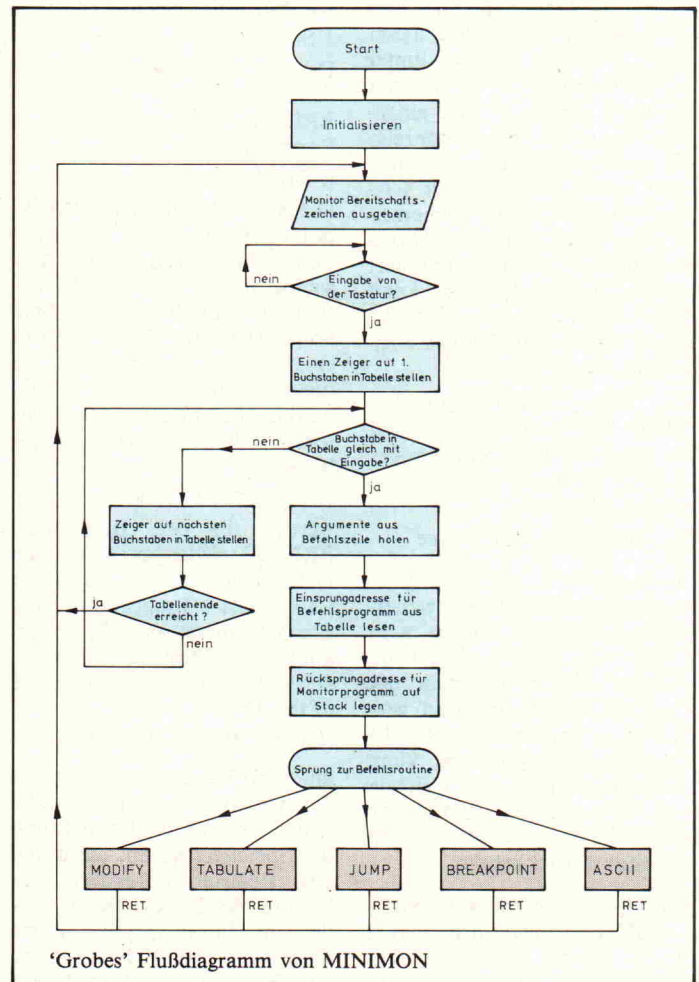 Start
Initialisieren
Monitor Bereitschafts-
zeichen ausgeben
nein
Eingabe von
der Tastatur?
ja
Einen Zeiger auf 1.
Buchstaben in Tabelle stellen
nein
Buchstabe in
Tabelle
gleich mit
Eingabe?
ja
Zeiger auf nächsten
Buchstaben in Tabelle stellen
Argumente aus
Befehlszeile holen
ja
Tabellenende
erreicht?
nein
Einsprungadresse für
Befehlsprogramm aus
Tabelle lesen
Rücksprungadresse für
Monitorprogramm auf
Stack legen
Sprung zur Befehlsroutine
MODIFY TABULATE JUMP BREAKPOINT ASCII
RET RET RET RET RET
'Grobes' Flußdiagramm von MINIMON